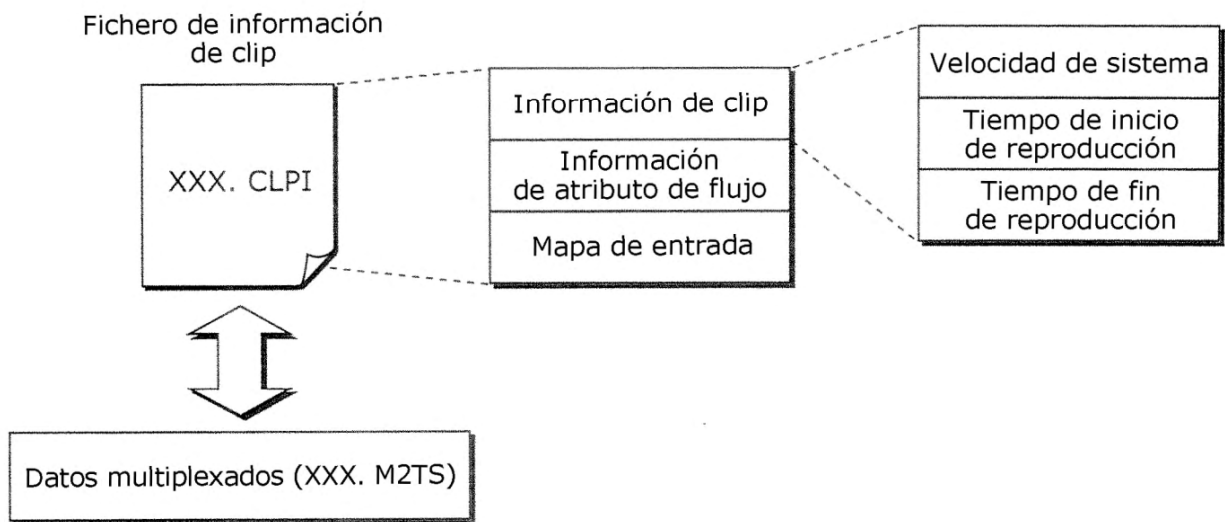 Fichero de información
de clip
XXX. CLPI
Información de clip
Información
de atributo de flujo
Mapa de entrada
Velocidad de sistema
Tiempo de inicio
de reproducción
Tiempo de fin
de reproducción
Datos multiplexados (XXX. M2TS)